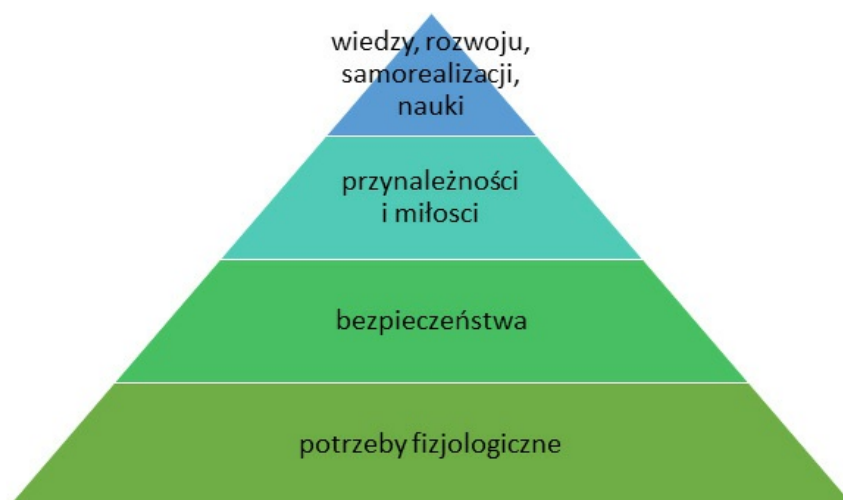 wiedzy, rozwoju,
samorealizacji,
nauki
przynależności
i miłosci
bezpieczeństwa
potrzeby fizjologiczne